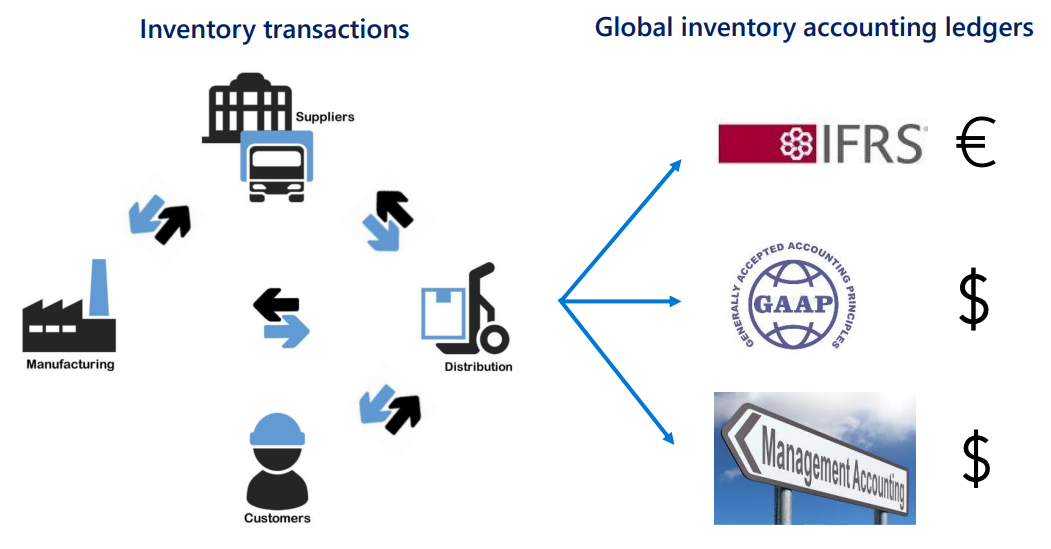 Inventory transactions
Global inventory accounting ledgers
Suppliers
IFRS
€
Manufacturing
Distribution
GENERALLY ACCEPTED ACCOUNTING PRINCIPLES
GAAP
$
Customers
Management Accounting
$